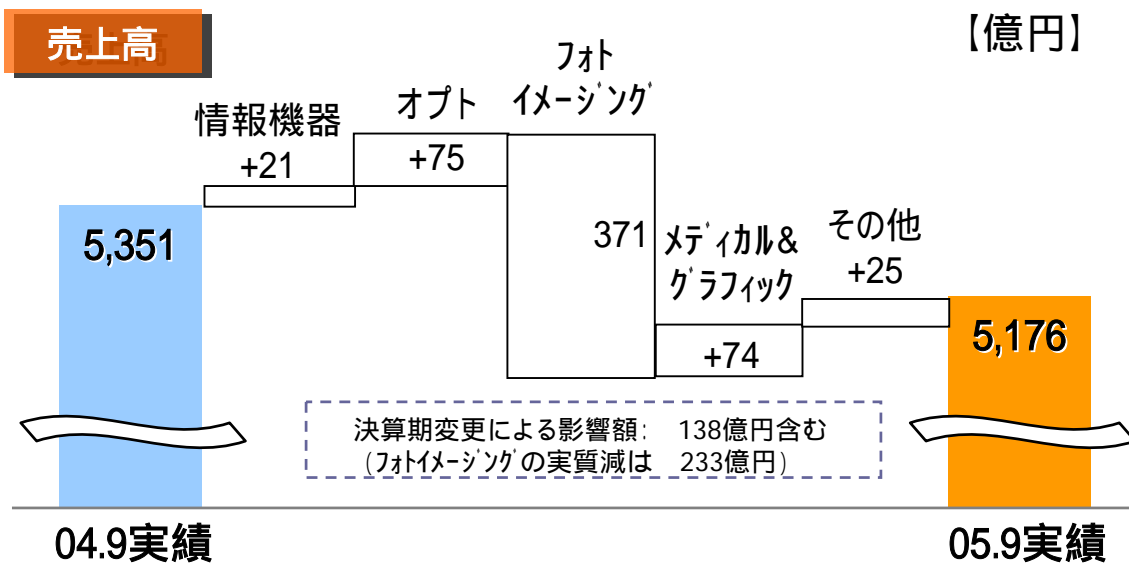 売上高
【億円】
情報機器
+21
オプト
+75
フォト
イメージング
371
メディカル&
グラフィック
+74
その他
+25
5,351
5,176
決算期変更による影響額: 138億円含む
(フォトイメージングの実質減は 233億円)
04.9実績
05.9実績